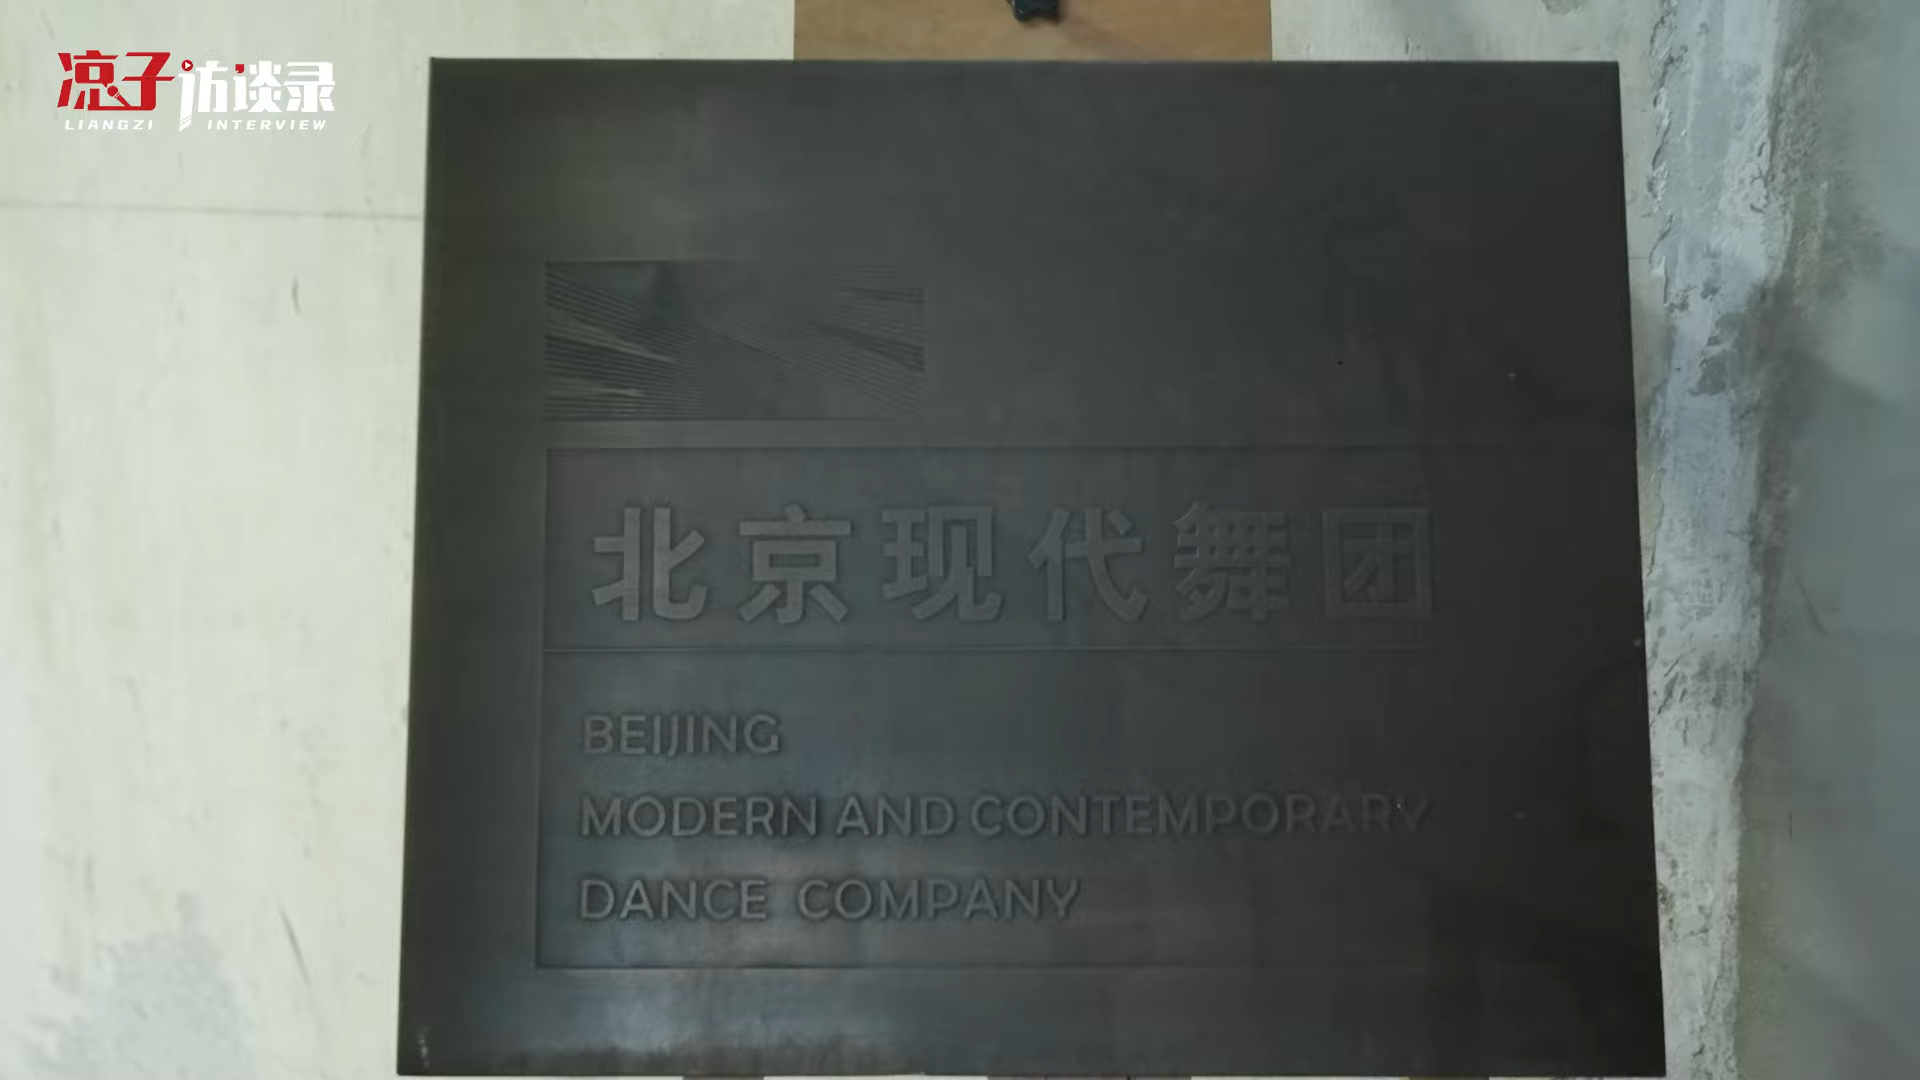 凉子访谈录
LIANGZI INTERVIEW
北京现代舞团
BEIJING
MODERN AND CONTEMPORARY
DANCE COMPANY